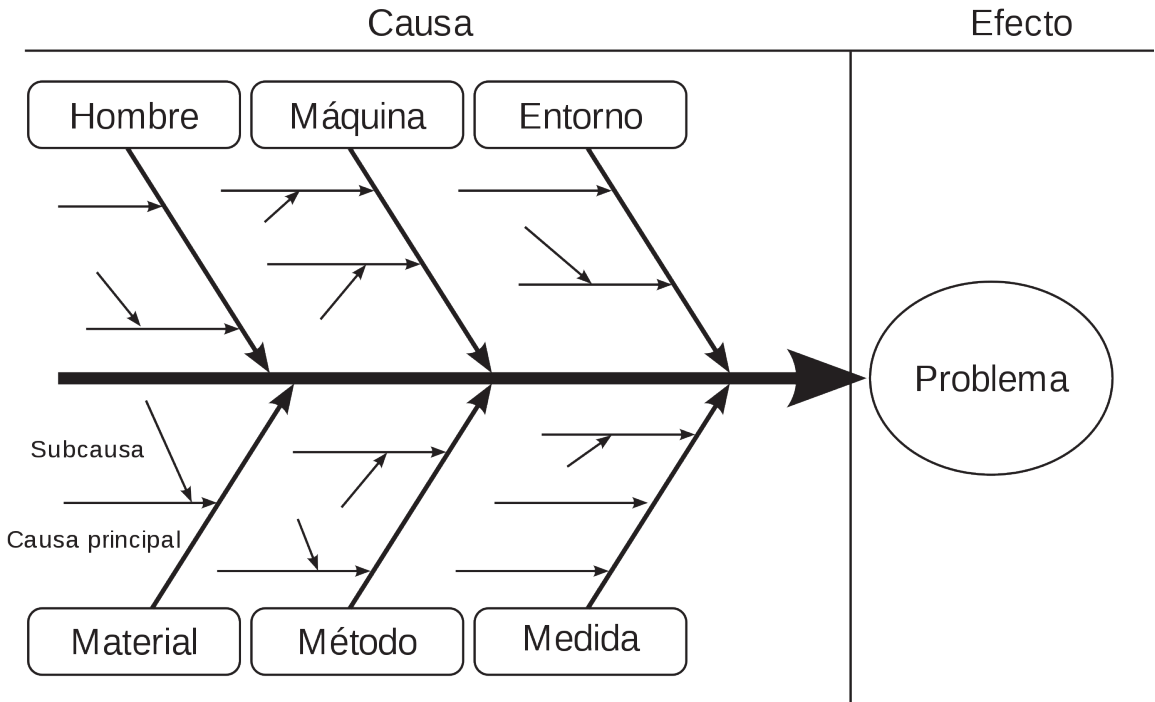 Causa
Efecto
Hombre
Máquina
Entorno
Problema
Subcausa
Causa principal
Material
Método
Medida